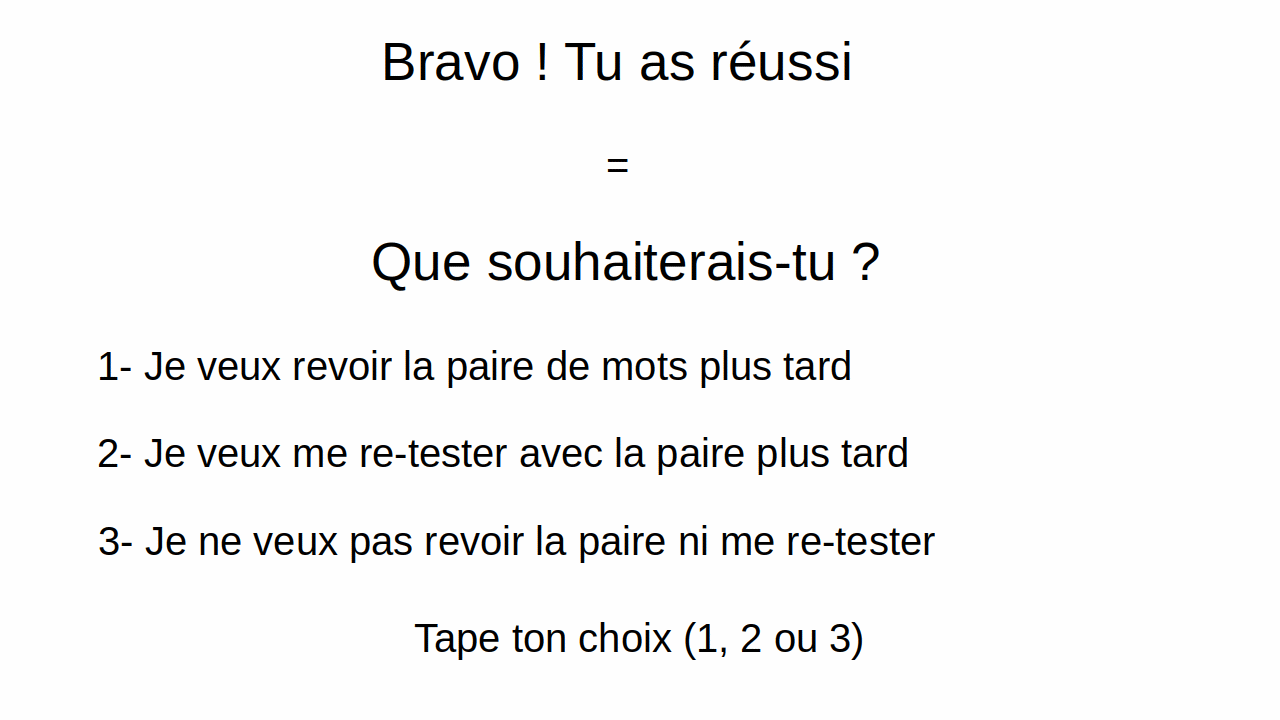 Bravo ! Tu as réussi
=
Que souhaiterais-tu ?
1- Je veux revoir la paire de mots plus tard
2- Je veux me re-tester avec la paire plus tard
3- Je ne veux pas revoir la paire ni me re-tester
Tape ton choix (1, 2 ou 3)